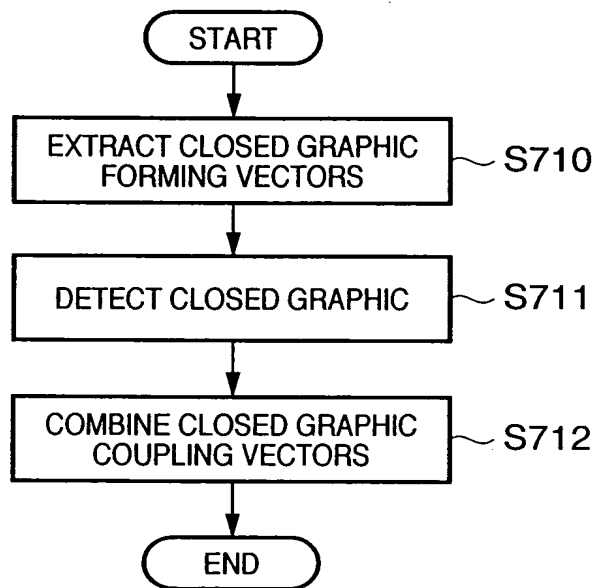 START
EXTRACT CLOSED GRAPHIC
FORMING VECTORS
S710
DETECT CLOSED GRAPHIC
S711
COMBINE CLOSED GRAPHIC
COUPLING VECTORS
S712
END